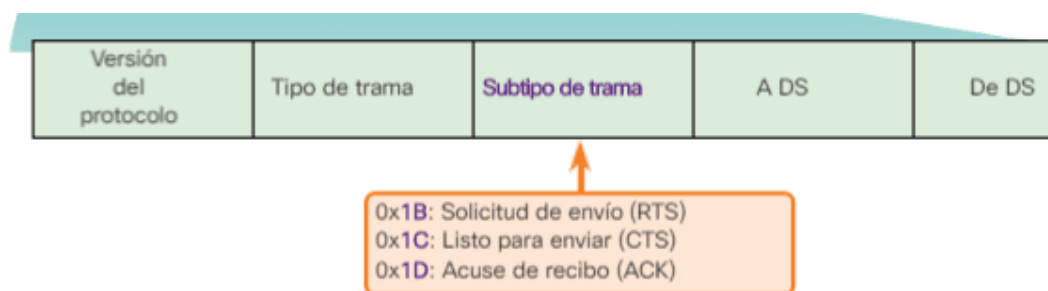 Versión
del
protocolo
Tipo de trama
Subtipo de trama
A DS
De DS
0x1B: Solicitud de envío (RTS)
0x1C: Listo para enviar (CTS)
0x1D: Acuse de recibo (ACK)